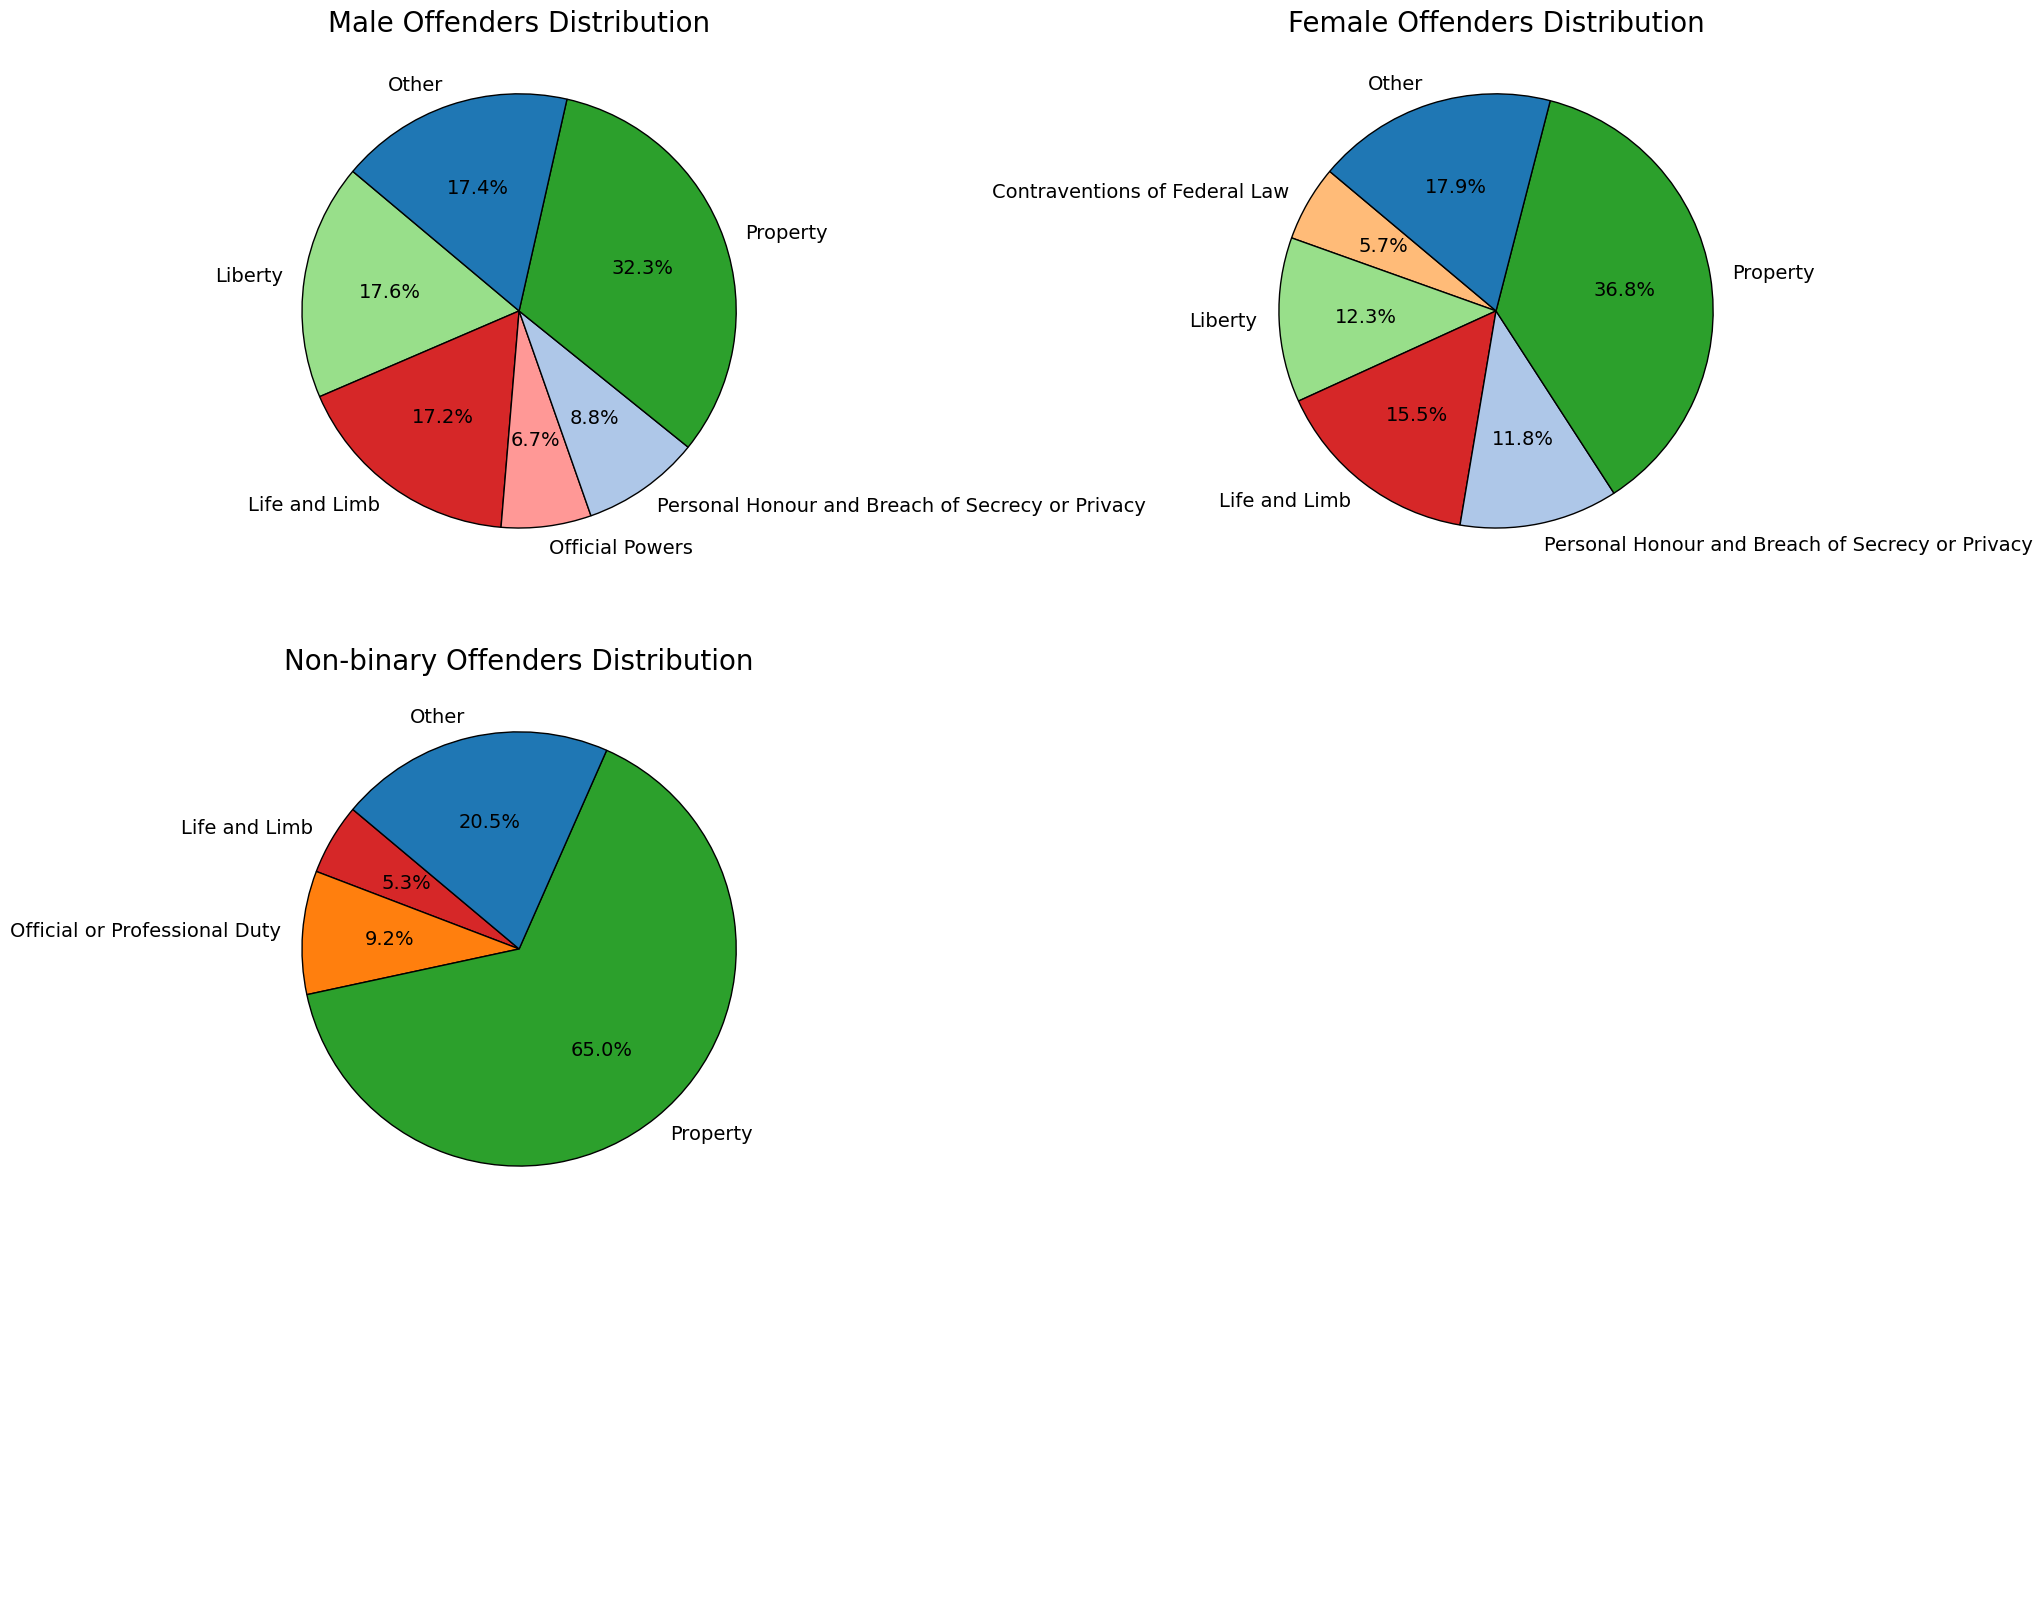 Male Offenders Distribution
Other
17.4%
Liberty
17.6%
Property
32.3%
Life and Limb
17.2%
6.7%
8.8%
Personal Honour and Breach of Secrecy or Privacy
Official Powers
Female Offenders Distribution
Other
17.9%
Contraventions of Federal Law
5.7%
Liberty
12.3%
Property
36.8%
Life and Limb
15.5%
11.8%
Personal Honour and Breach of Secrecy or Privacy
Non-binary Offenders Distribution
Other
20.5%
Life and Limb
5.3%
Official or Professional Duty
9.2%
65.0%
Property